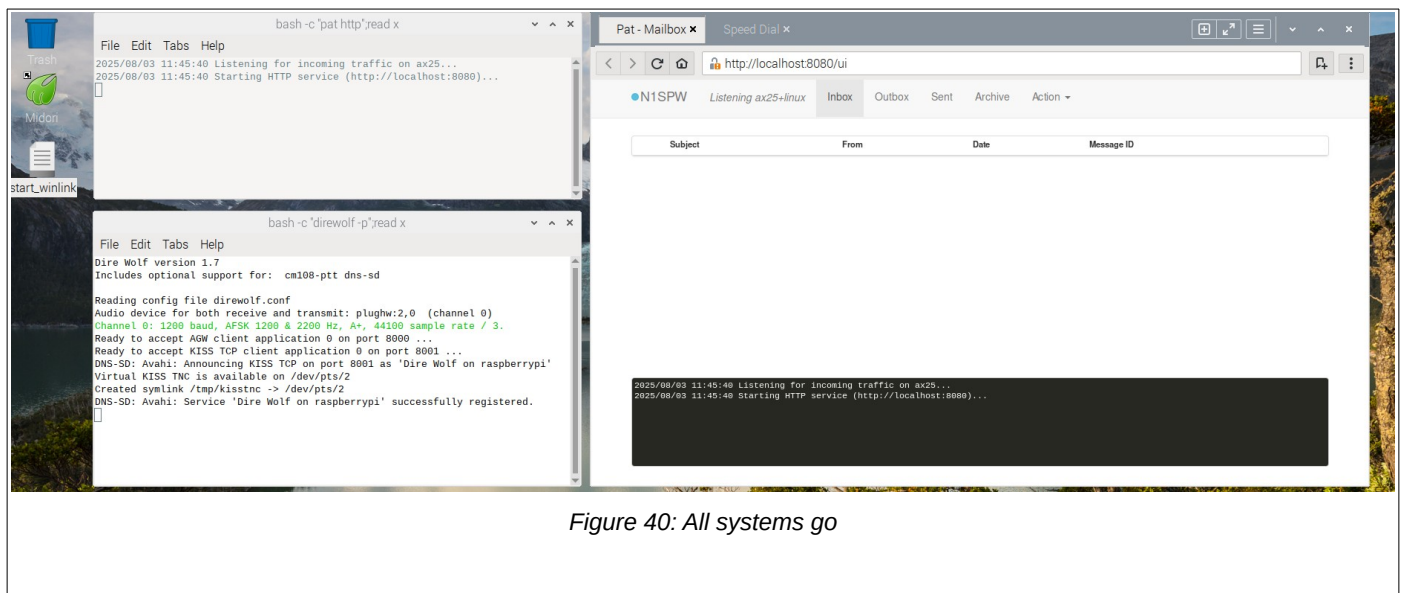 Trash
Midori
start_winlink
bash -c "pat http";read x
File Edit Tabs Help
2025/08/03 11:45:40 Listening for incoming traffic on ax25...
2025/08/03 11:45:40 Starting HTTP service (http://localhost:8080)...
bash -c "direwolf -p";read x
File Edit Tabs Help
Dire Wolf version 1.7
Includes optional support for:  cm108-ptt dns-sd
Reading config file direwolf.conf
Audio device for both receive and transmit: plughw:2,0  (channel 0)
Channel 0: 1200 baud, AFSK 1200 & 2200 Hz, A+, 44100 sample rate / 3.
Ready to accept AGW client application 0 on port 8000 ...
Ready to accept KISS TCP client application 0 on port 8001 ...
DNS-SD: Avahi: Announcing KISS TCP on port 8001 as 'Dire Wolf on raspberrypi'
Virtual KISS TNC is available on /dev/pts/2
Created symlink /tmp/kisstnc -> /dev/pts/2
DNS-SD: Avahi: Service 'Dire Wolf on raspberrypi' successfully registered.
Pat - Mailbox Speed Dial
http://localhost:8080/ui
N1SPW Listening ax25+linux Inbox Outbox Sent Archive Action
Subject From Date Message ID
2025/08/03 11:45:40 Listening for incoming traffic on ax25...
2025/08/03 11:45:40 Starting HTTP service (http://localhost:8080)...
Figure 40: All systems go